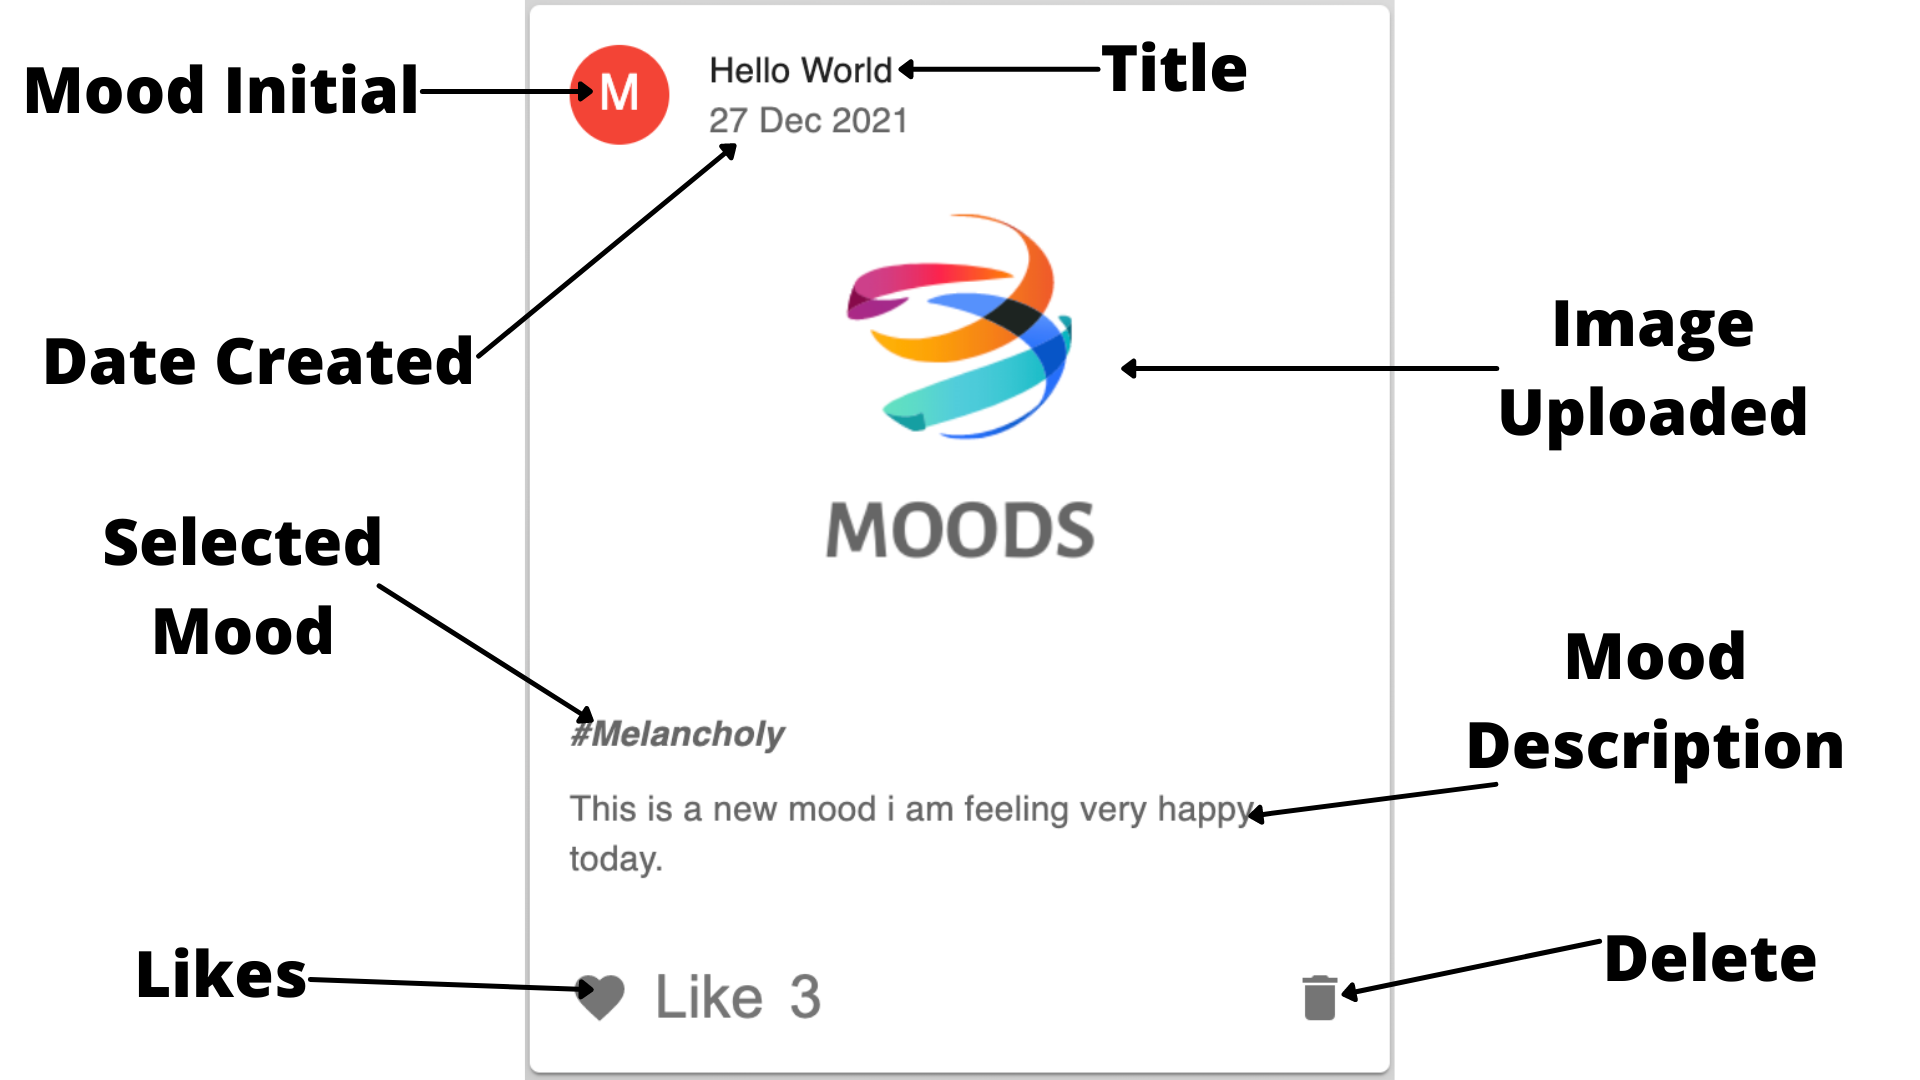 Mood Initial
M
Hello World
Title
27 Dec 2021
Date Created
Image
Uploaded
MOODS
Selected
Mood
#Melancholy
Mood
Description
This is a new mood i am feeling very happy
today.
Likes
Like 3
Delete